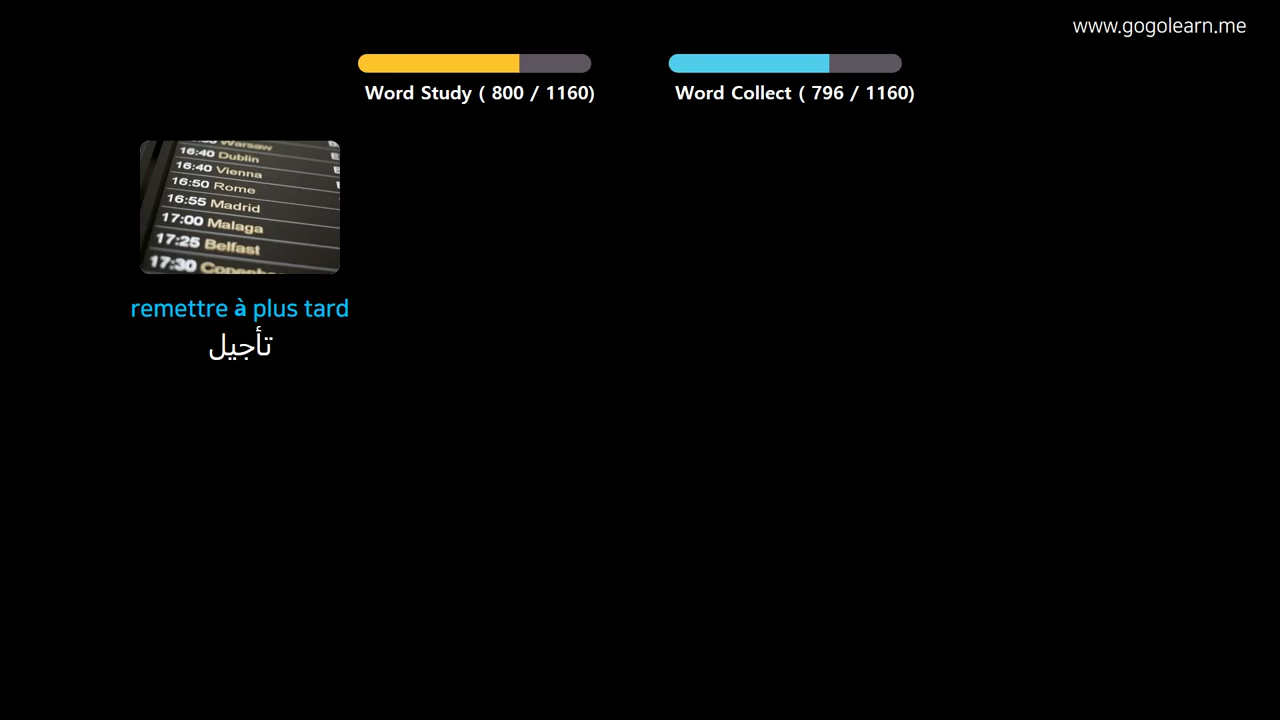 www.gogolearn.me
Word Study ( 800 / 1160)
Word Collect ( 796 / 1160)
Warsaw
16:40 Dublin
16:40 Vienna
16:50 Rome
16:55 Madrid
17:00 Malaga
17:25 Belfast
17:30
remettre à plus tard
تأجيل